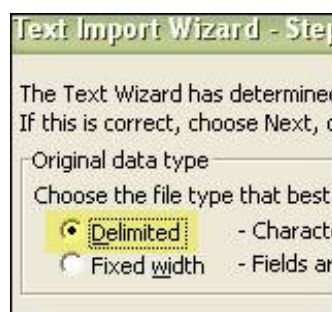 Text Import Wizard - Step
The Text Wizard has determined
If this is correct, choose Next, o
Original data type
Choose the file type that best
Delimited - Characte
Fixed width - Fields ar